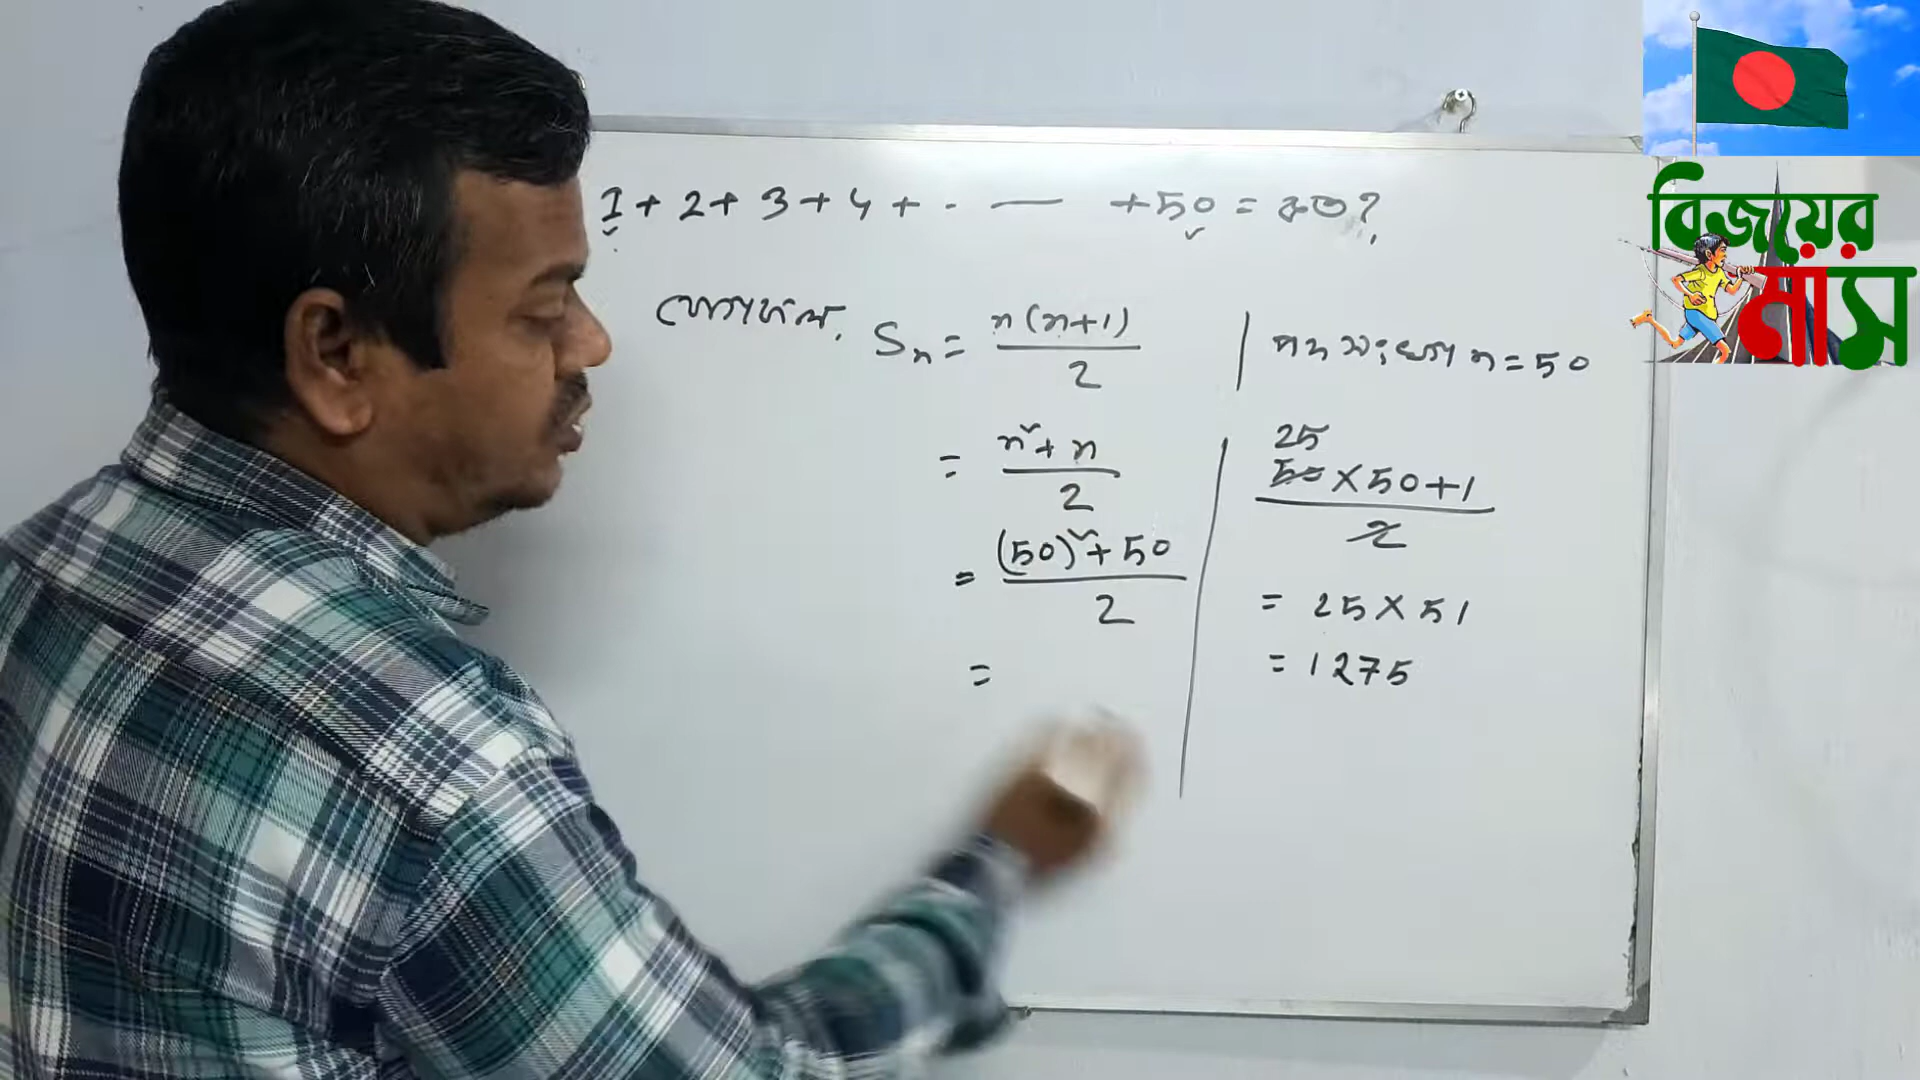 1 + 2 + 3 + 4 + . — + 50 = কত?
যোগফল, Sn = n(n+1) / 2 | পদ সংখ্যা n = 50
= n² + n / 2
25
50 × 50 + 1 / 2
= (50)² + 50 / 2
= 25 × 51
=
= 1275
বিজয়ের
মাস